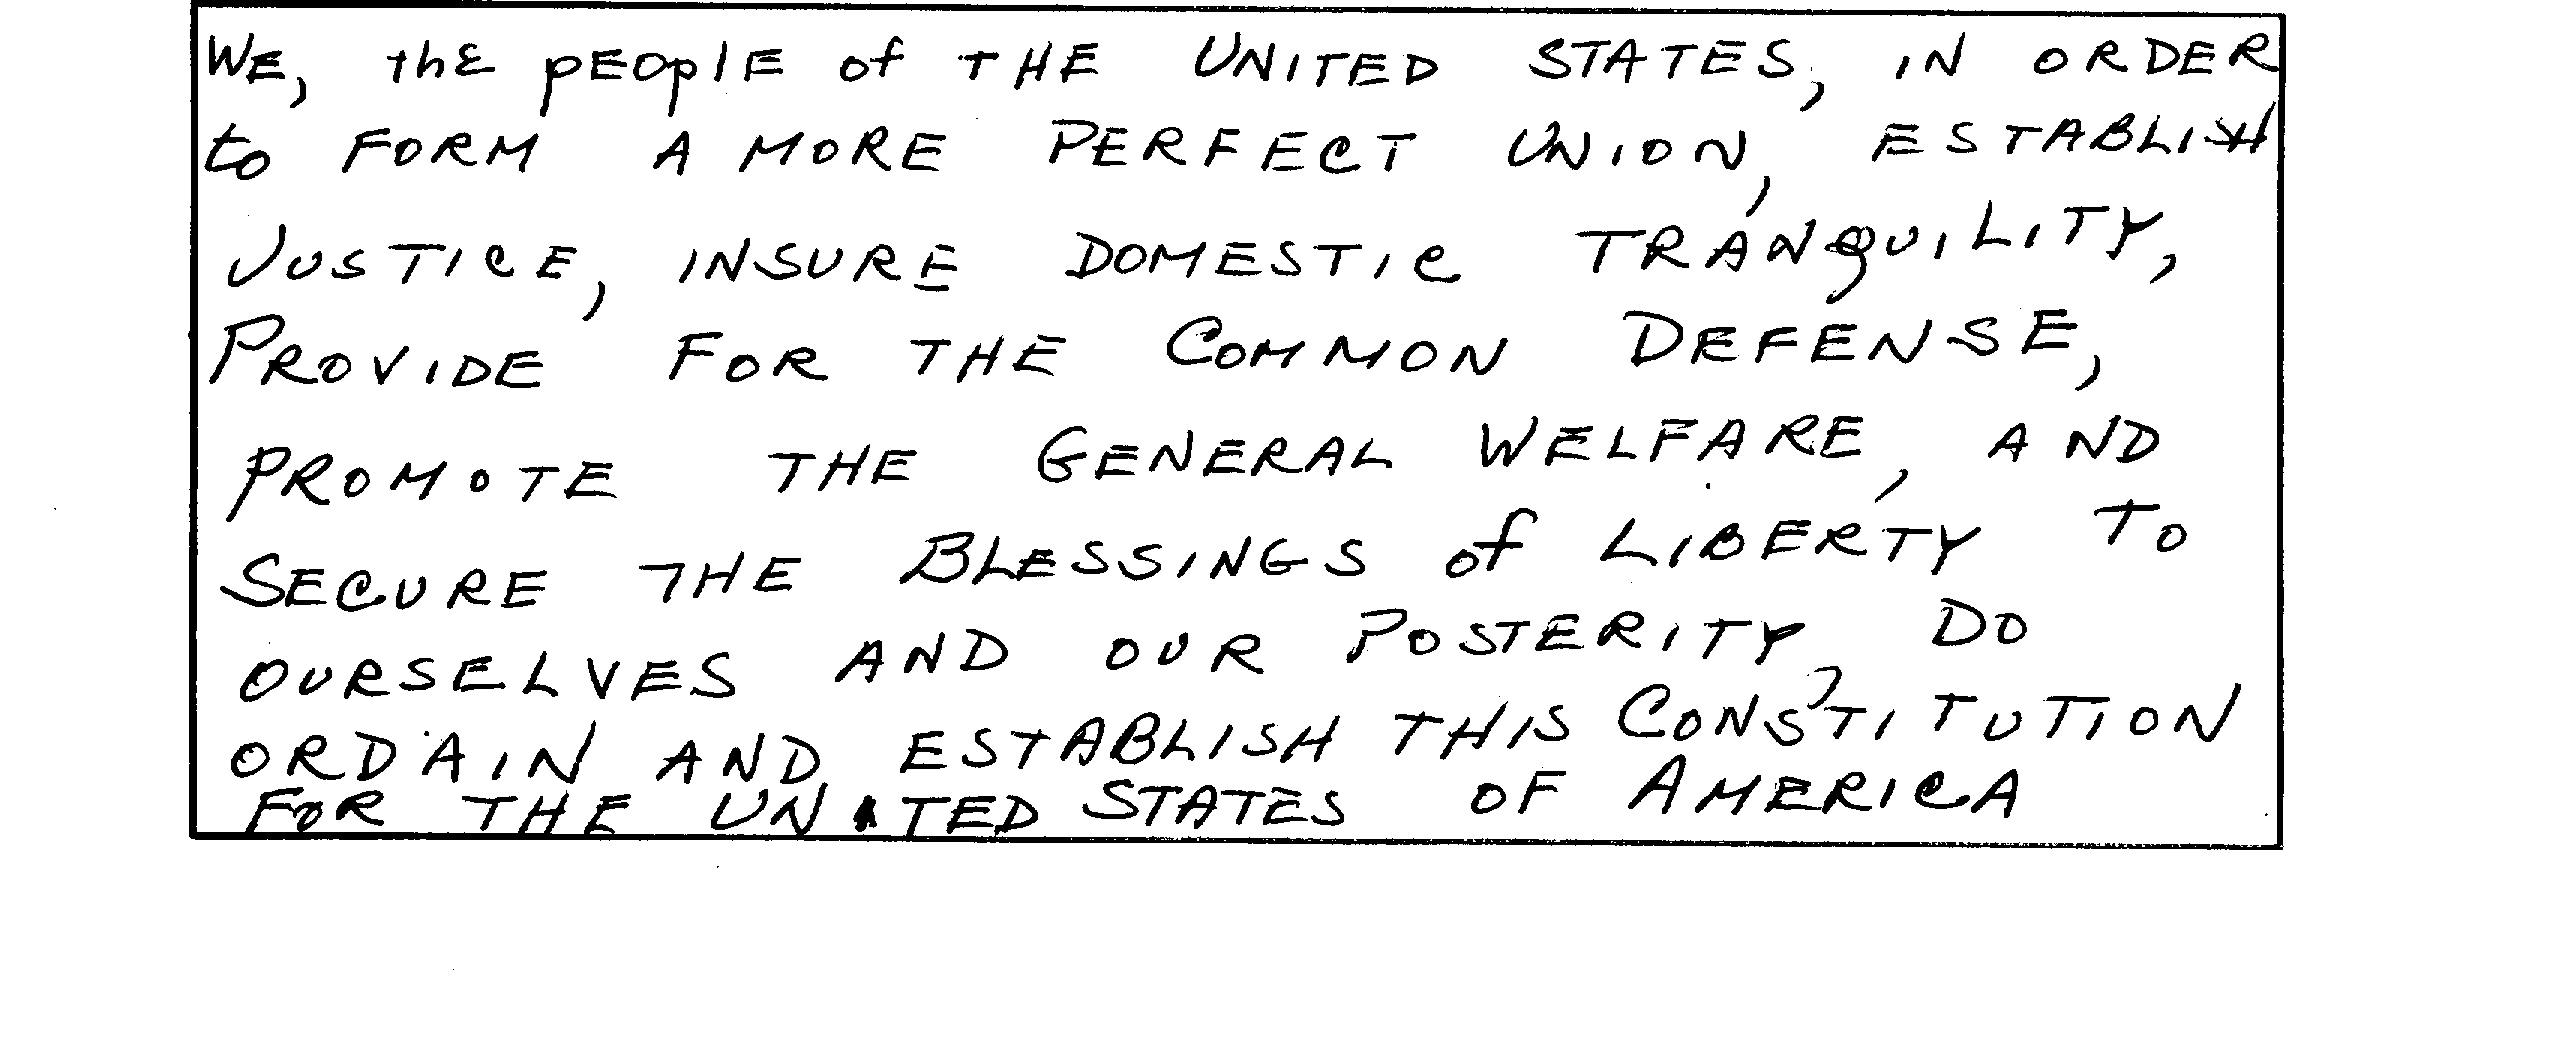 WE, thE pEOplE of THE UNITED STATES, IN ORDER
to FORM A MORE PERFECT UNION, ESTABLISH
JUSTICE, INSURE DOMESTIC TRANqUILITY,
PROVIDE FOR THE COMMON DEFENSE,
PROMOTE THE GENERAL WELFARE, AND
SECURE THE BLESSINGS of LIBERTY TO
OURSELVES AND OUR POSTERITY, DO
ORDAIN AND ESTABLISH THIS CONSTITUTION
FOR THE UNITED STATES OF AMERICA